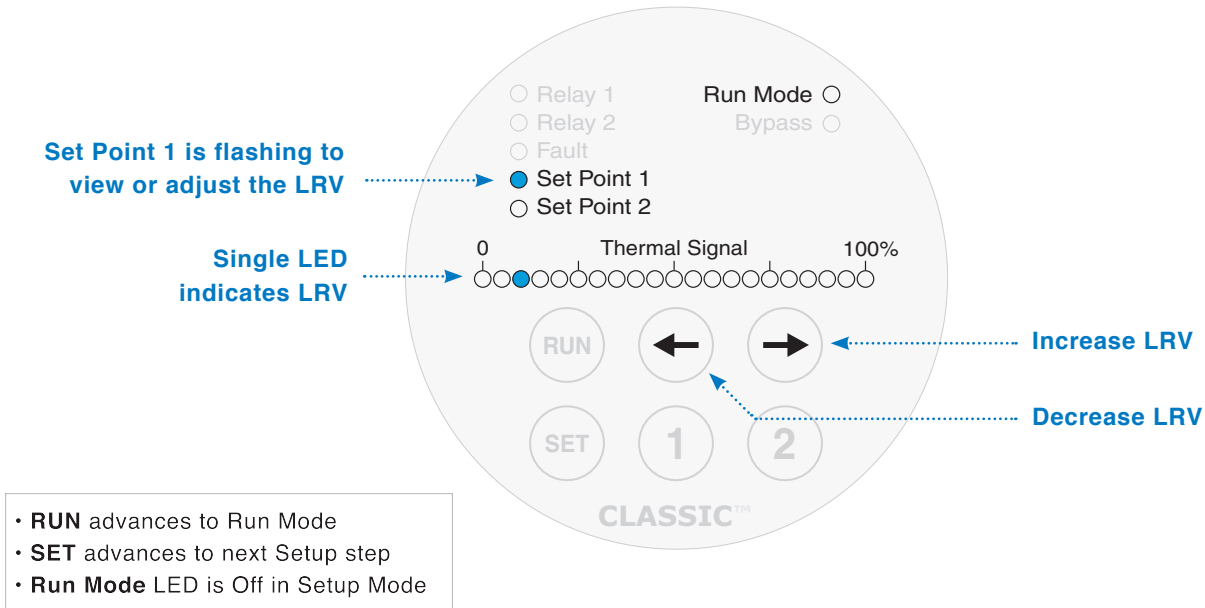 Relay 1
Run Mode
Relay 2
Bypass
Fault
Set Point 1 is flashing to
view or adjust the LRV
Set Point 1
Set Point 2
0
Thermal Signal
100%
Single LED
indicates LRV
RUN
Increase LRV
Decrease LRV
SET
1
2
CLASSIC™
• RUN advances to Run Mode
• SET advances to next Setup step
• Run Mode LED is Off in Setup Mode